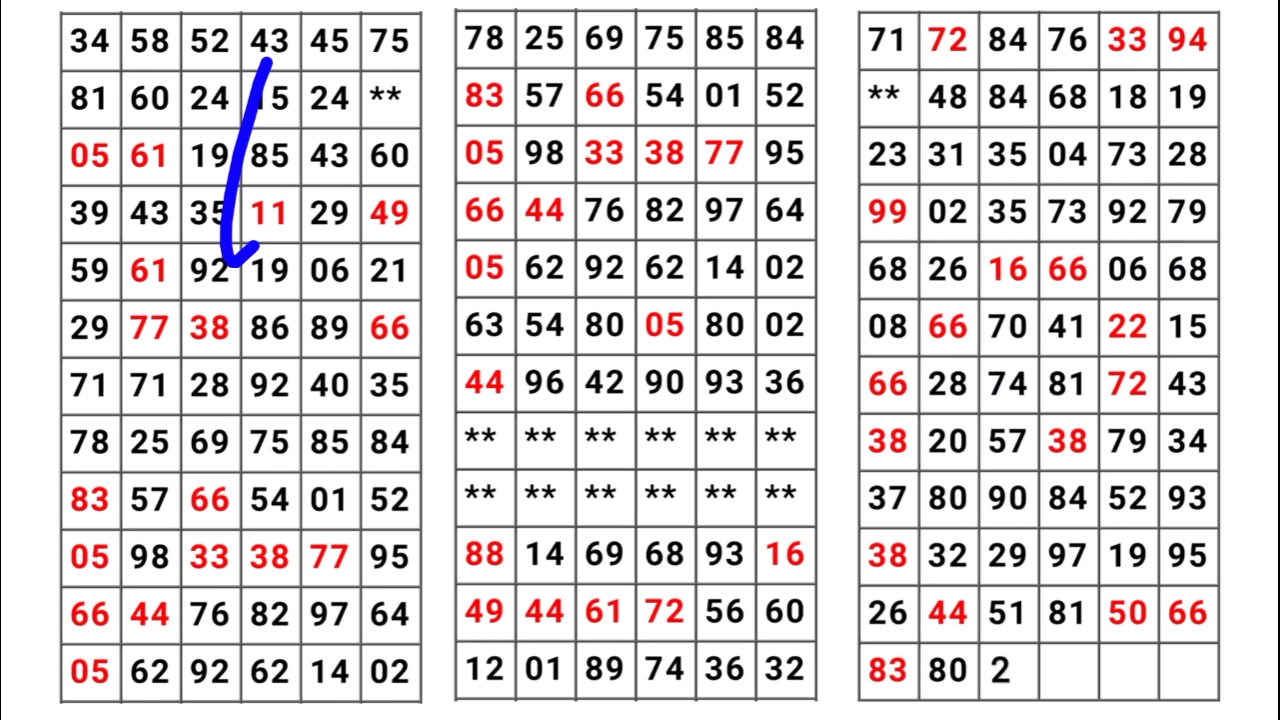 34 58 52 43 45 75
81 60 24 15 24 **
05 61 19 85 43 60
39 43 35 11 29 49
59 61 92 19 06 21
29 77 38 86 89 66
71 71 28 92 40 35
78 25 69 75 85 84
83 57 66 54 01 52
05 98 33 38 77 95
66 44 76 82 97 64
05 62 92 62 14 02
78 25 69 75 85 84
83 57 66 54 01 52
05 98 33 38 77 95
66 44 76 82 97 64
05 62 92 62 14 02
63 54 80 05 80 02
44 96 42 90 93 36
** ** ** ** ** **
** ** ** ** ** **
88 14 69 68 93 16
49 44 61 72 56 60
12 01 89 74 36 32
71 72 84 76 33 94
** 48 84 68 18 19
23 31 35 04 73 28
99 02 35 73 92 79
68 26 16 66 06 68
08 66 70 41 22 15
66 28 74 81 72 43
38 20 57 38 79 34
37 80 90 84 52 93
38 32 29 97 19 95
26 44 51 81 50 66
83 80 2